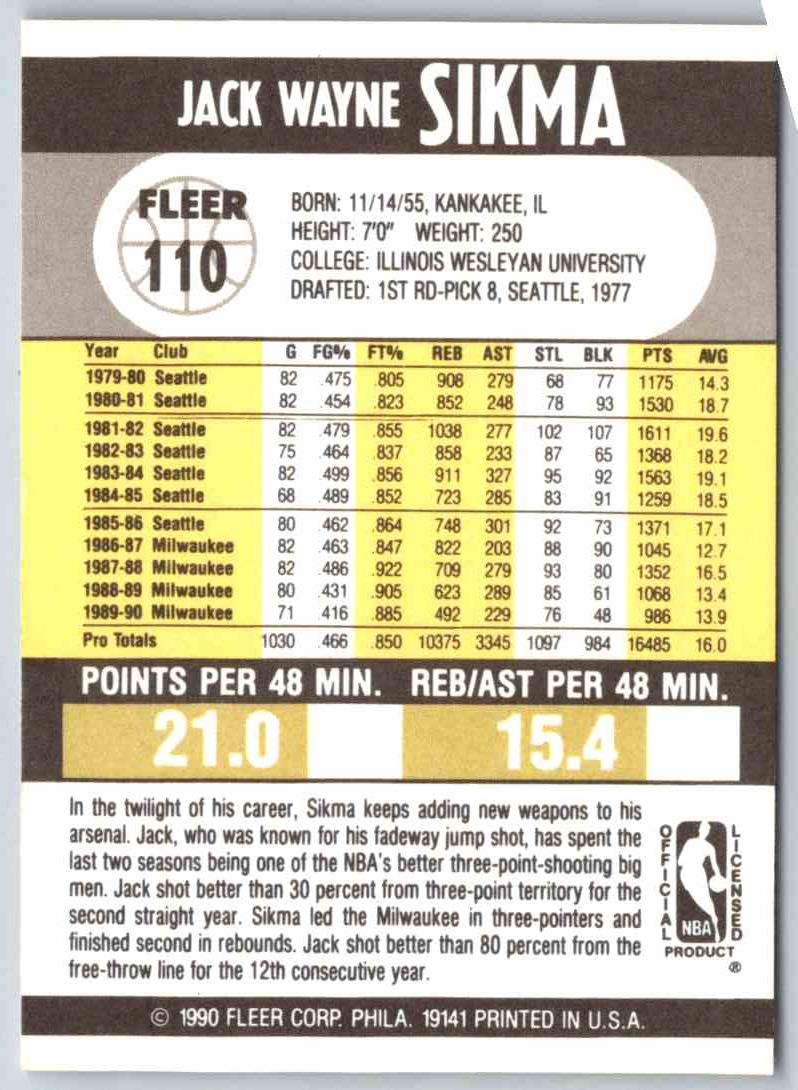 JACK WAYNE SIKMA
FLEER
110
BORN: 11/14/55, KANKAKEE, IL
HEIGHT: 7'0" WEIGHT: 250
COLLEGE: ILLINOIS WESLEYAN UNIVERSITY
DRAFTED: 1ST RD-PICK 8, SEATTLE, 1977
Year Club G FG% FT% REB AST STL BLK PTS AVG
1979-80 Seattle 82 .475 .805 908 279 68 77 1175 14.3
1980-81 Seattle 82 .454 .823 852 248 78 93 1530 18.7
1981-82 Seattle 82 .479 .855 1038 277 102 107 1611 19.6
1982-83 Seattle 75 .464 .837 858 233 87 65 1368 18.2
1983-84 Seattle 82 .499 .856 911 327 95 92 1563 19.1
1984-85 Seattle 68 .489 .852 723 285 83 91 1259 18.5
1985-86 Seattle 80 .462 .864 748 301 92 73 1371 17.1
1986-87 Milwaukee 82 .463 .847 822 203 88 90 1045 12.7
1987-88 Milwaukee 82 .486 .922 709 279 93 80 1352 16.5
1988-89 Milwaukee 80 .431 .905 623 289 85 61 1068 13.4
1989-90 Milwaukee 71 .416 .885 492 229 76 48 986 13.9
Pro Totals 1030 .466 .850 10375 3345 1097 984 16485 16.0
POINTS PER 48 MIN. REB/AST PER 48 MIN.
21.0 15.4
In the twilight of his career, Sikma keeps adding new weapons to his
arsenal. Jack, who was known for his fadeway jump shot, has spent the
last two seasons being one of the NBA's better three-point-shooting big
men. Jack shot better than 30 percent from three-point territory for the
second straight year. Sikma led the Milwaukee in three-pointers and
finished second in rebounds. Jack shot better than 80 percent from the
free-throw line for the 12th consecutive year.
OFFICIAL
NBA
LICENSED
PRODUCT
®
© 1990 FLEER CORP. PHILA. 19141 PRINTED IN U.S.A.